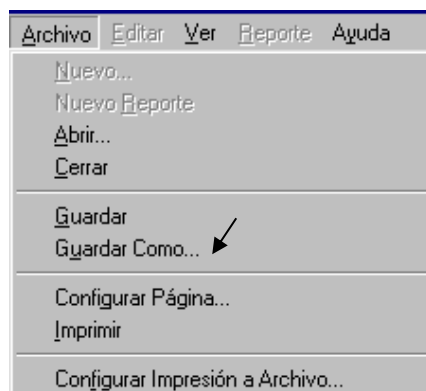 Archivo Editar Ver Reporte Ayuda
Nuevo...
Nuevo Reporte
Abrir...
Cerrar
Guardar
Guardar Como...
Configurar Página...
Imprimir
Configurar Impresión a Archivo...